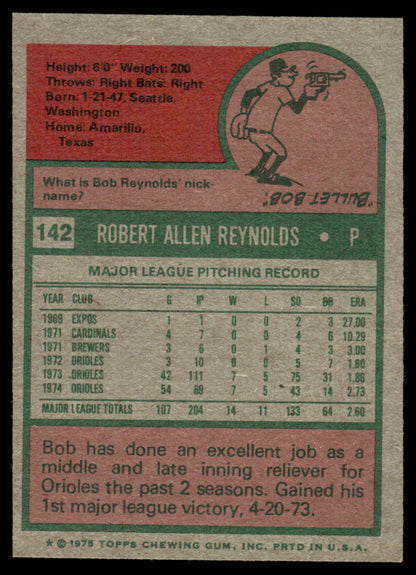 Height: 6'0" Weight: 200
Throws: Right Bats: Right
Born: 1-21-47, Seattle,
Washington
Home: Amarillo,
Texas
What is Bob Reynolds' nick-
name?
"BULLET BOB".
142 ROBERT ALLEN REYNOLDS • P
MAJOR LEAGUE PITCHING RECORD
YEAR CLUB G IP W L SO BB ERA
1969 EXPOS 1 1 0 0 2 3 27.00
1971 CARDINALS 4 7 0 0 4 6 10.29
1971 BREWERS 3 6 0 1 4 3 3.00
1972 ORIOLES 3 10 0 0 5 7 1.80
1973 ORIOLES 42 111 7 5 75 31 1.86
1974 ORIOLES 54 69 7 5 43 14 2.73
MAJOR LEAGUE TOTALS 107 204 14 11 133 64 2.60
Bob has done an excellent job as a
middle and late inning reliever for
Orioles the past 2 seasons. Gained his
1st major league victory, 4-20-73.
* © 1975 TOPPS CHEWING GUM, INC. PRTD IN U.S.A.